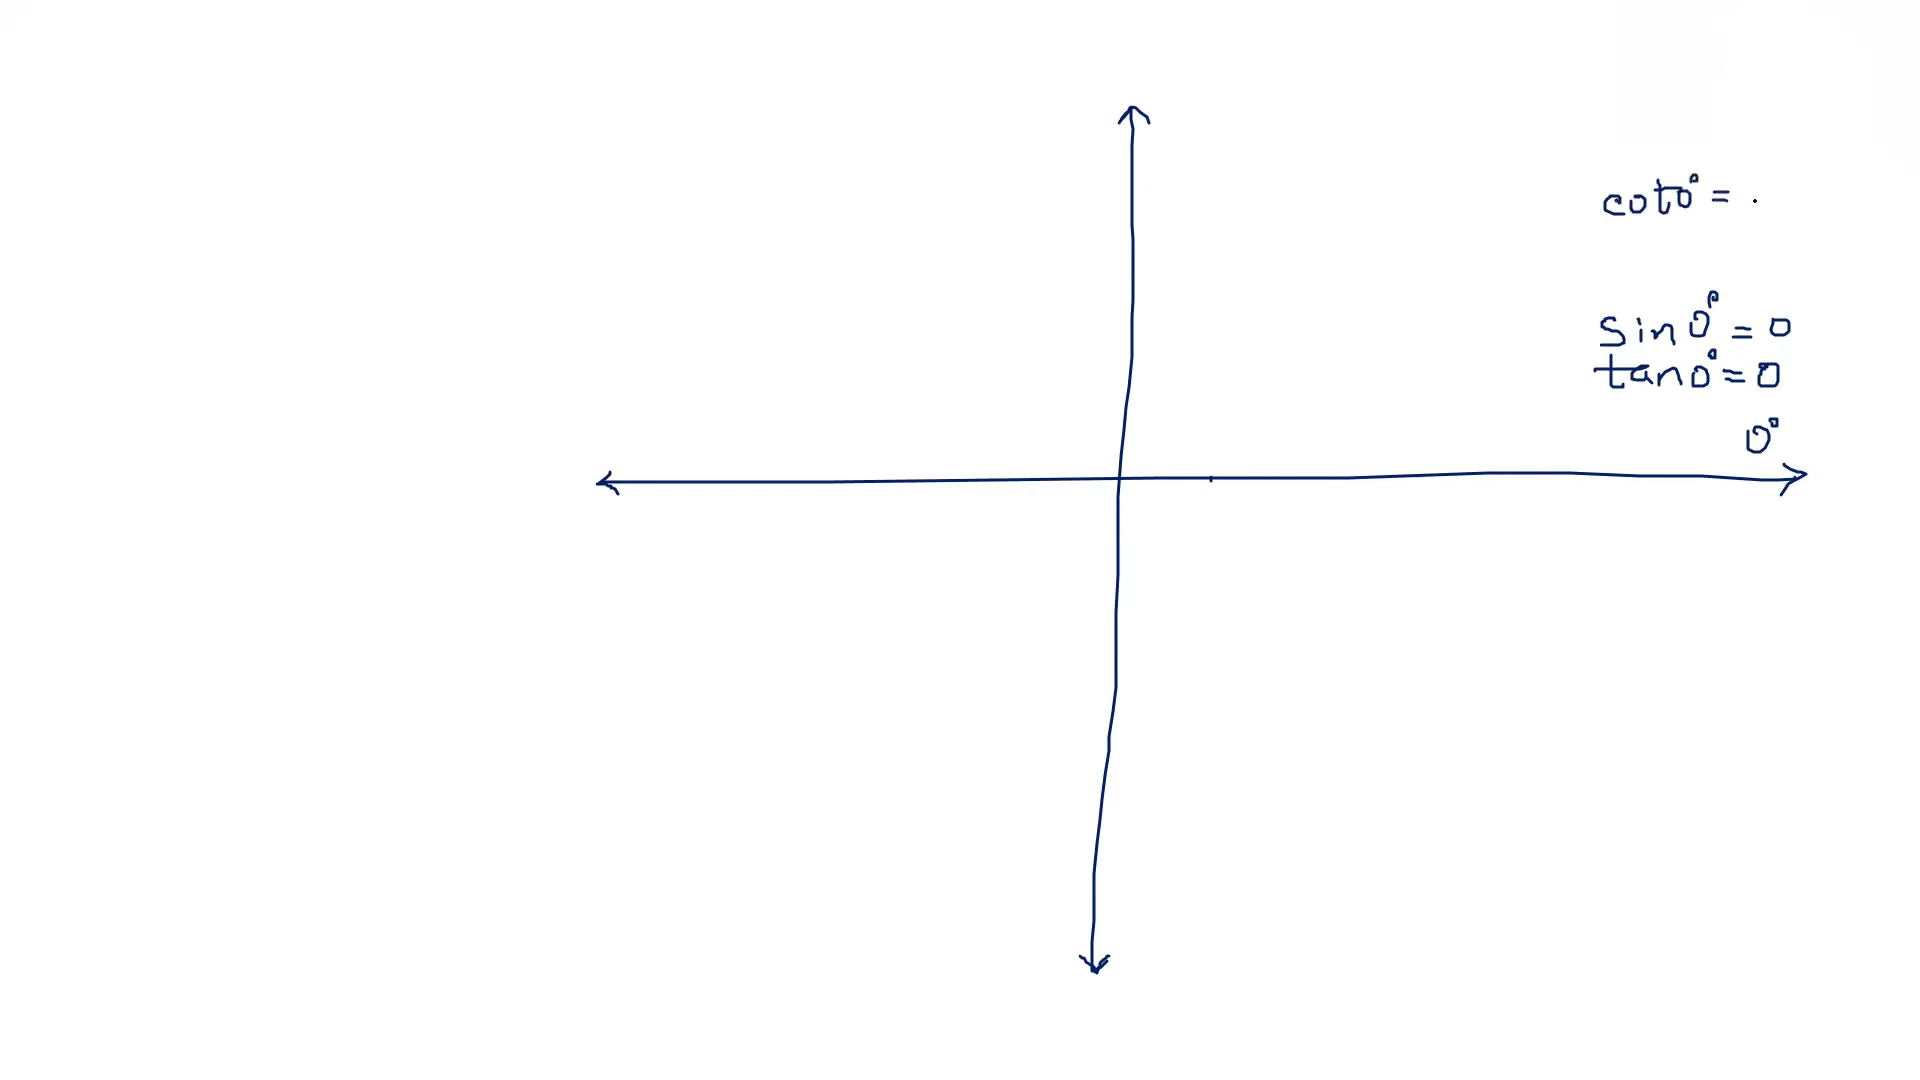 cot0° = .
sin0° = 0
tan0° = 0
0°